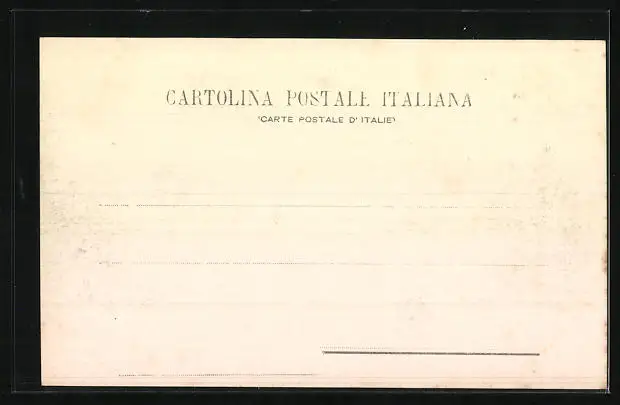 CARTOLINA POSTALE ITALIANA
(CARTE POSTALE D'ITALIE)